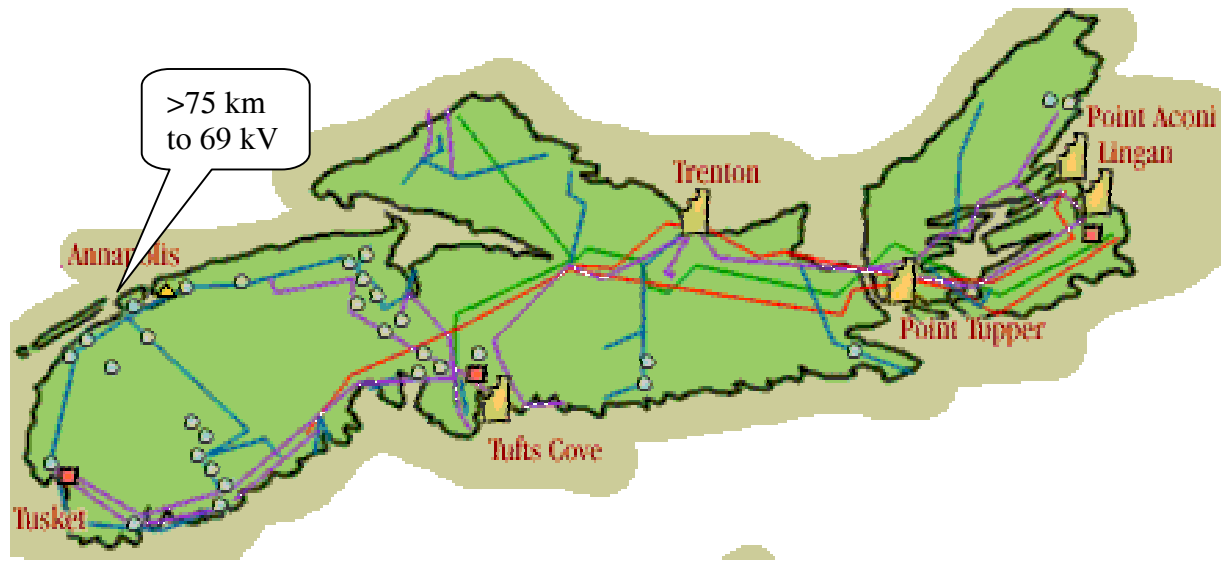 >75 km
to 69 kV
Point Aconi
Lingan
Trenton
Annapolis
Point Tupper
Tufts Cove
Tusket